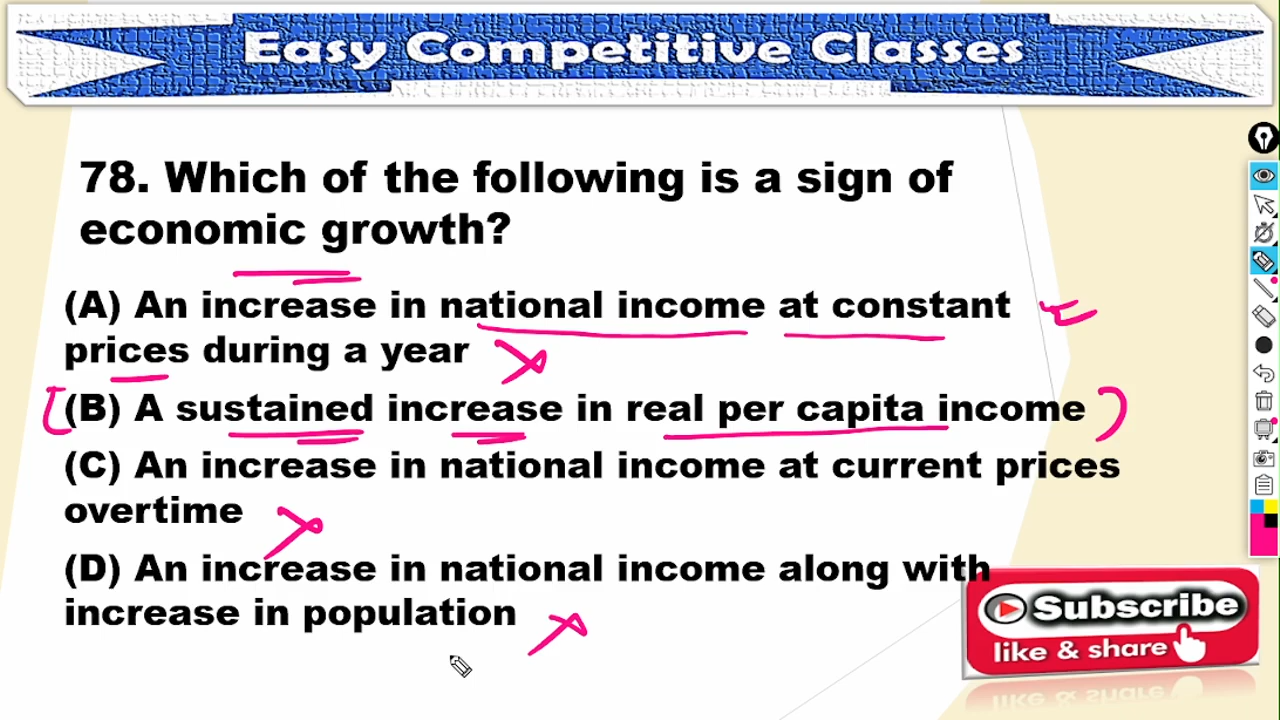 Easy Competitive Classes
78. Which of the following is a sign of
economic growth?
(A) An increase in national income at constant
prices during a year
(B) A sustained increase in real per capita income
(C) An increase in national income at current prices
overtime
(D) An increase in national income along with
increase in population
Subscribe
like & share
like & share